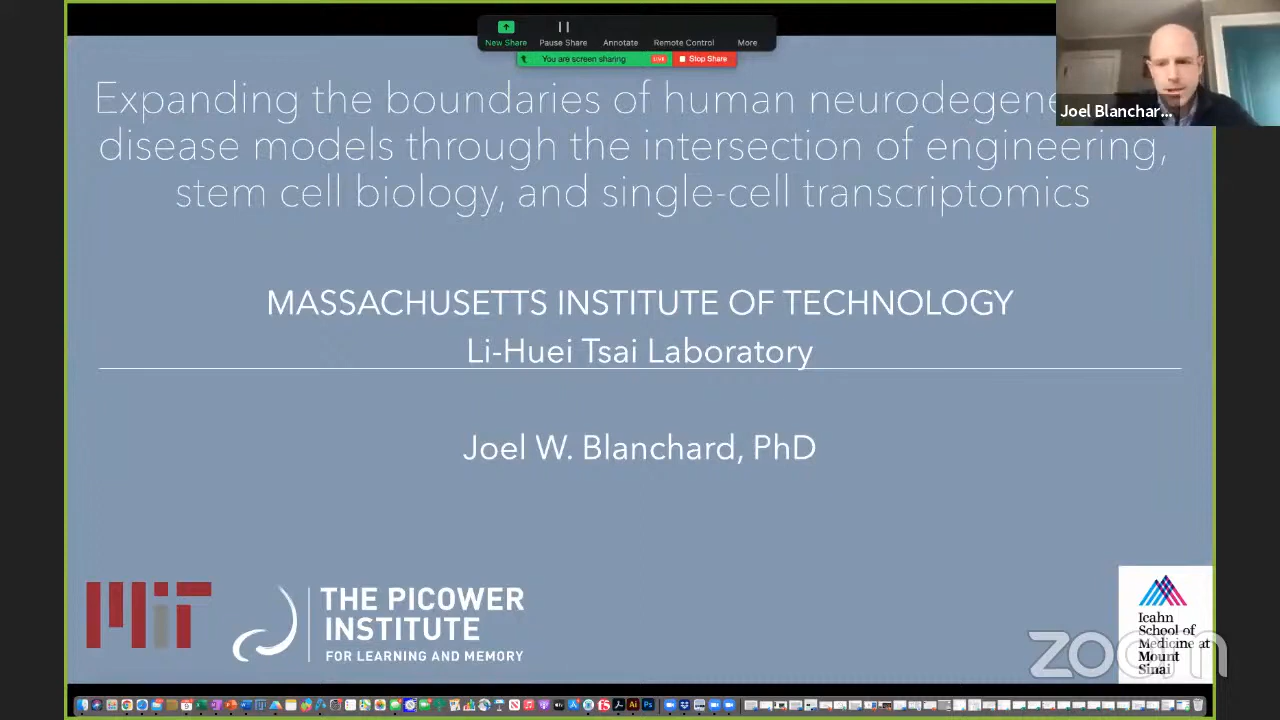 New Share
Pause Share
Annotate
Remote Control
More
You are screen sharing
LIVE
Stop Share
Joel Blanchar...
Expanding the boundaries of human neurodegene
disease models through the intersection of engineering,
stem cell biology, and single-cell transcriptomics
MASSACHUSETTS INSTITUTE OF TECHNOLOGY
Li-Huei Tsai Laboratory
Joel W. Blanchard, PhD
MIT
THE PICOWER
INSTITUTE
FOR LEARNING AND MEMORY
Icahn
School of
Medicine at
Mount
Sinai
zoom